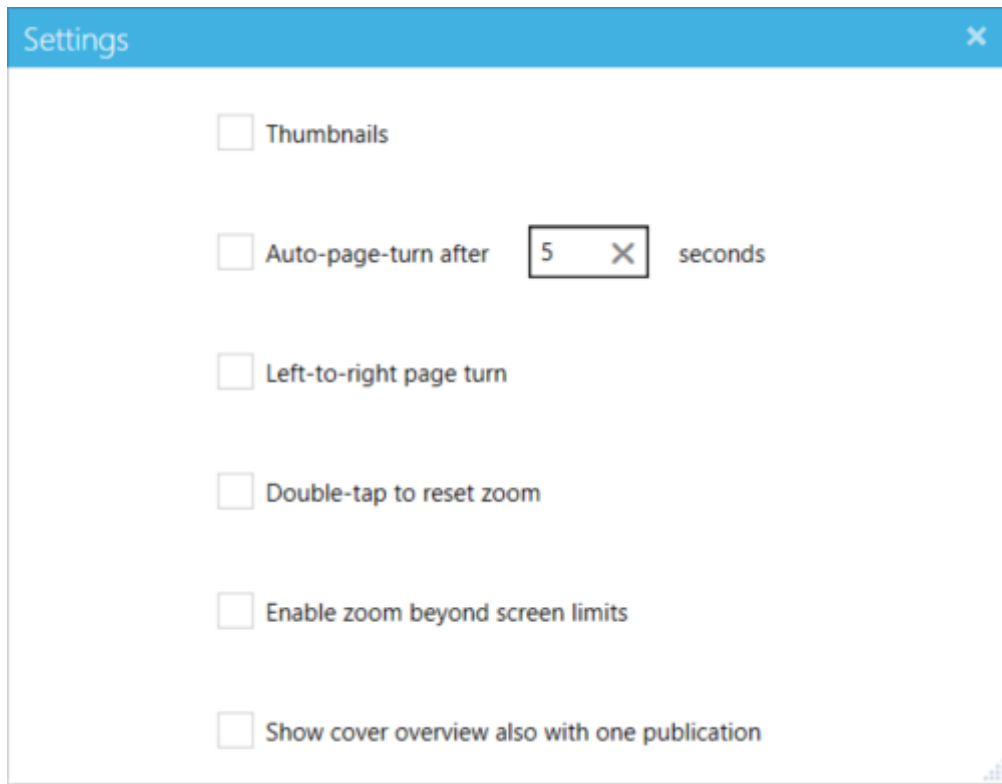 Settings
Thumbnails
Auto-page-turn after 5 seconds
Left-to-right page turn
Double-tap to reset zoom
Enable zoom beyond screen limits
Show cover overview also with one publication